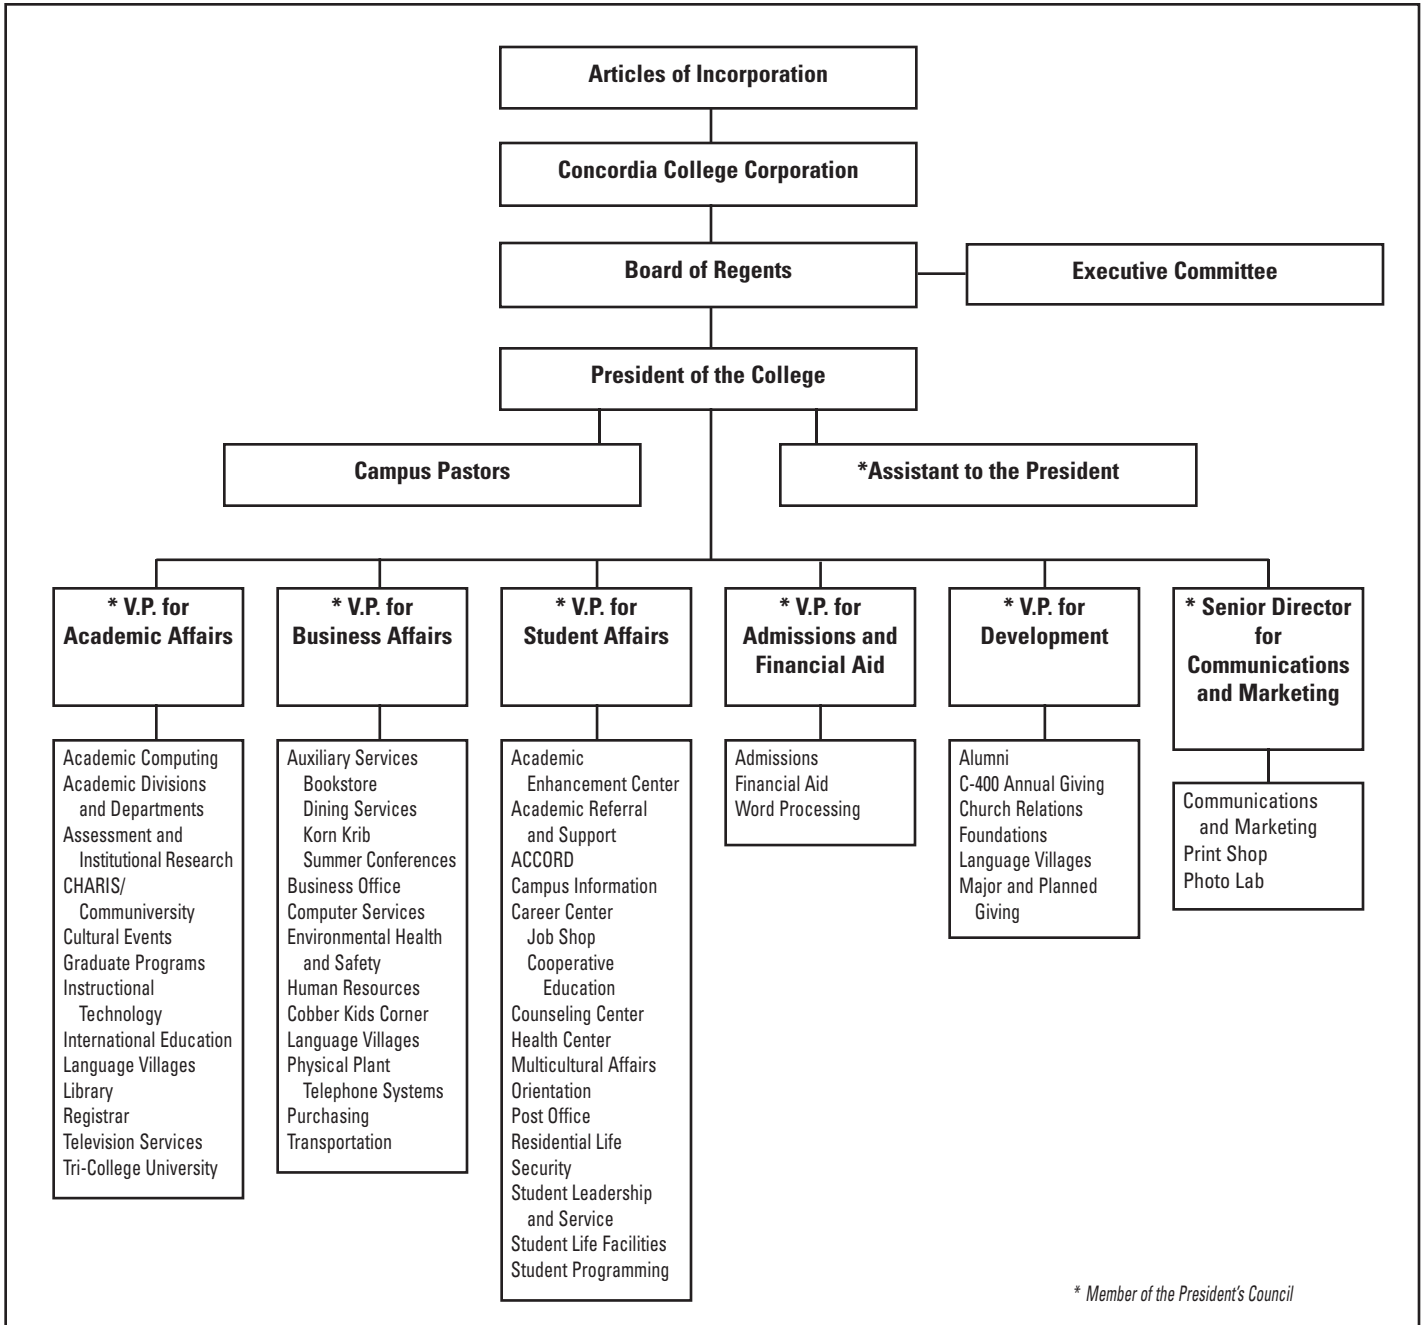 Articles of Incorporation
Concordia College Corporation
Board of Regents
Executive Committee
President of the College
Campus Pastors
*Assistant to the President
* V.P. for
Academic Affairs
* V.P. for
Business Affairs
* V.P. for
Student Affairs
* V.P. for
Admissions and
Financial Aid
* V.P. for
Development
* Senior Director
for
Communications
and Marketing
Academic Computing
Academic Divisions
and Departments
Assessment and
Institutional Research
CHARIS/
Communiversity
Cultural Events
Graduate Programs
Instructional
Technology
International Education
Language Villages
Library
Registrar
Television Services
Tri-College University
Auxiliary Services
Bookstore
Dining Services
Korn Krib
Summer Conferences
Business Office
Computer Services
Environmental Health
and Safety
Human Resources
Cobber Kids Corner
Language Villages
Physical Plant
Telephone Systems
Purchasing
Transportation
Academic
Enhancement Center
Academic Referral
and Support
ACCORD
Campus Information
Career Center
Job Shop
Cooperative
Education
Counseling Center
Health Center
Multicultural Affairs
Orientation
Post Office
Residential Life
Security
Student Leadership
and Service
Student Life Facilities
Student Programming
Admissions
Financial Aid
Word Processing
Alumni
C-400 Annual Giving
Church Relations
Foundations
Language Villages
Major and Planned
Giving
Communications
and Marketing
Print Shop
Photo Lab
* Member of the President's Council